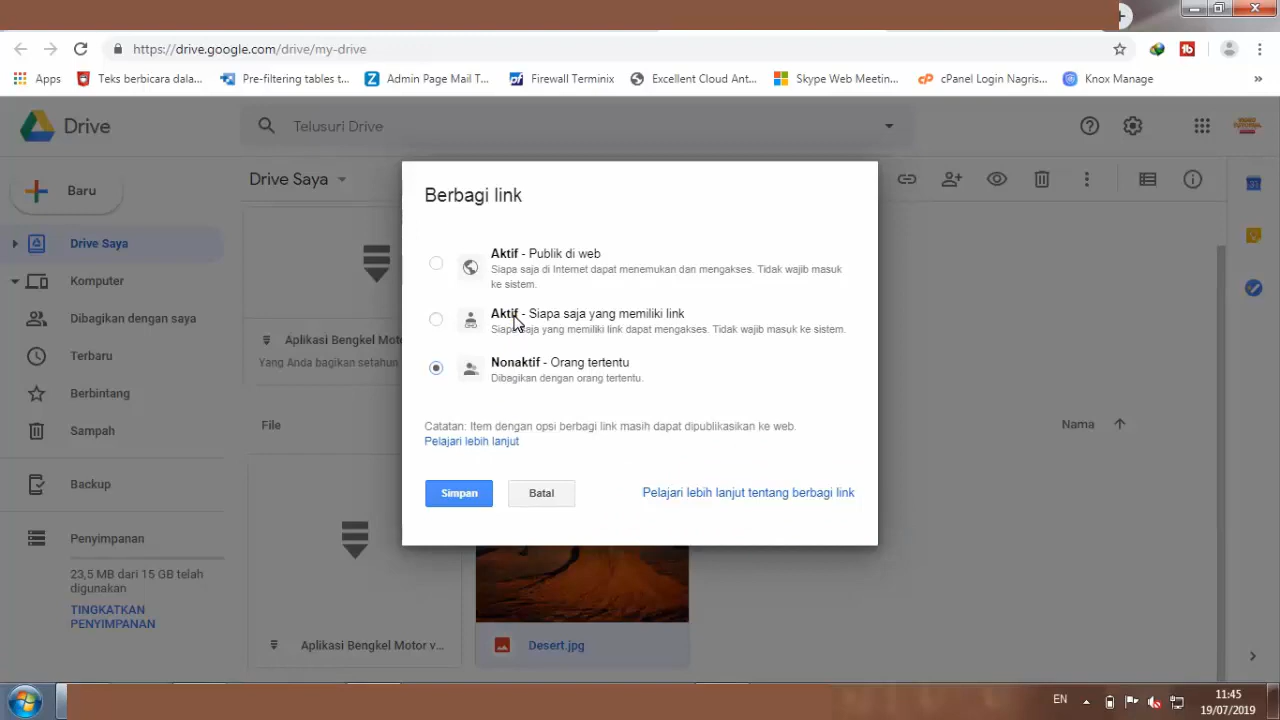 https://drive.google.com/drive/my-drive
Apps
Teks berbicara dala...
Pre-filtering tables t...
Admin Page Mail T...
Firewall Terminix
Excellent Cloud Ant...
Skype Web Meetin...
cPanel Login Nagris...
Knox Manage
»
Drive
Telusuri Drive
Baru
Drive Saya
Drive Saya
Komputer
Dibagikan dengan saya
Terbaru
Berbintang
Sampah
Backup
Penyimpanan
23,5 MB dari 15 GB telah
digunakan
TINGKATKAN
PENYIMPANAN
Aplikasi Bengkel Moto
Yang Anda bagikan setahun
File
Nama
Aplikasi Bengkel Motor v...
Desert.jpg
Berbagi link
Aktif - Publik di web
Siapa saja di Internet dapat menemukan dan mengakses. Tidak wajib masuk
ke sistem.
Aktif - Siapa saja yang memiliki link
Siapa saja yang memiliki link dapat mengakses. Tidak wajib masuk ke sistem.
Nonaktif - Orang tertentu
Dibagikan dengan orang tertentu.
Catatan: Item dengan opsi berbagi link masih dapat dipublikasikan ke web.
Pelajari lebih lanjut
Simpan
Batal
Pelajari lebih lanjut tentang berbagi link
EN
11:45
19/07/2019